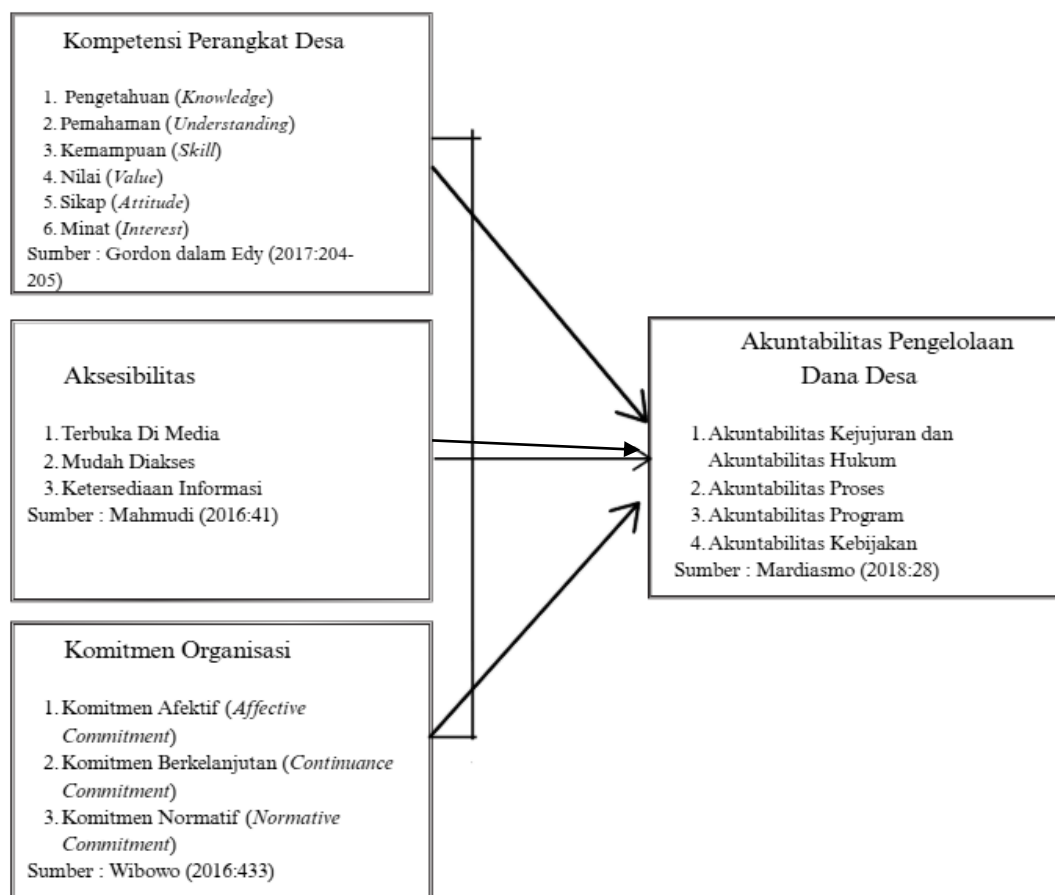 Kompetensi Perangkat Desa
1. Pengetahuan (Knowledge)
2. Pemahaman (Understanding)
3. Kemampuan (Skill)
4. Nilai (Value)
5. Sikap (Attitude)
6. Minat (Interest)
Sumber : Gordon dalam Edy (2017:204-
205)
Aksesibilitas
1. Terbuka Di Media
2. Mudah Diakses
3. Ketersediaan Informasi
Sumber : Mahmudi (2016:41)
Komitmen Organisasi
1. Komitmen Afektif (Affective
Commitment)
2. Komitmen Berkelanjutan (Continuance
Commitment)
3. Komitmen Normatif (Normative
Commitment)
Sumber : Wibowo (2016:433)
Akuntabilitas Pengelolaan
Dana Desa
1. Akuntabilitas Kejujuran dan
Akuntabilitas Hukum
2. Akuntabilitas Proses
3. Akuntabilitas Program
4. Akuntabilitas Kebijakan
Sumber : Mardiasmo (2018:28)